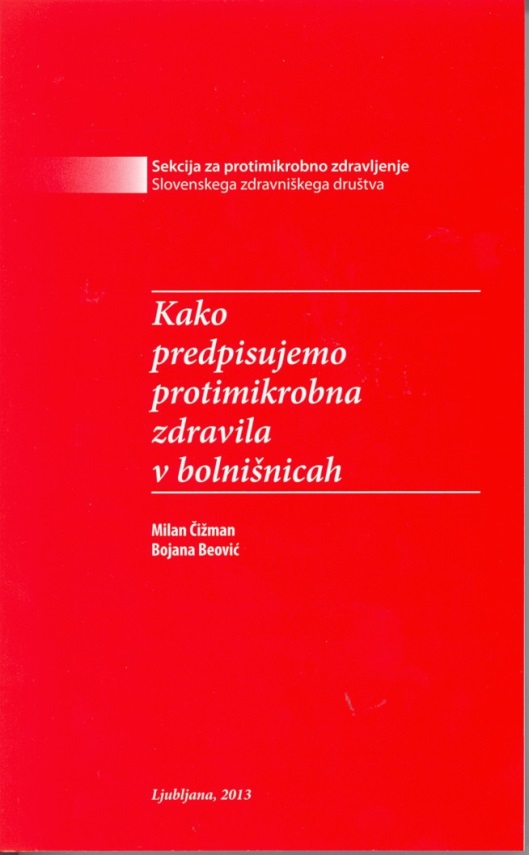 Sekcija za protimikrobno zdravljenje
Slovenskega zdravniškega društva
Kako
predpisujemo
protimikrobna
zdravila
v bolnišnicah
Milan Čižman
Bojana Beović
Ljubljana, 2013